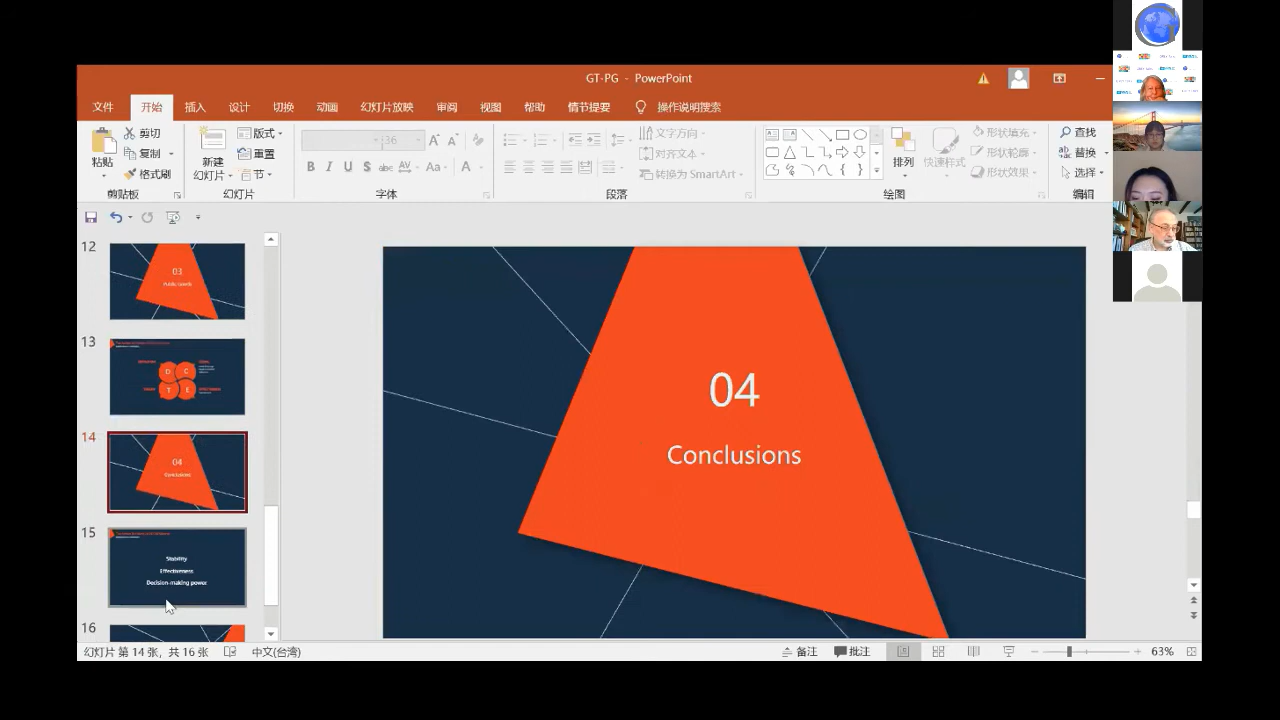 GT-PG - PowerPoint
文件 开始 插入 设计 切换 动画 幻灯片放映 审阅 视图 帮助 情节提要 操作说明搜索
粘贴
剪切
复制
格式刷
剪贴板
新建
幻灯片
版式
重置
节
幻灯片
36
B I U S abc AV Aa A
字体
文字方向
对齐文本
转换为 SmartArt
段落
排列
快速样式
形状填充
形状轮廓
形状效果
绘图
查找
替换
选择
编辑
12
03
13
D C
T E
14
04
Conclusions
15
Stability
Effectiveness
Decision-making power
16
04
Conclusions
幻灯片 第 14 张，共 16 张 中文(台湾)
备注 批注 63%